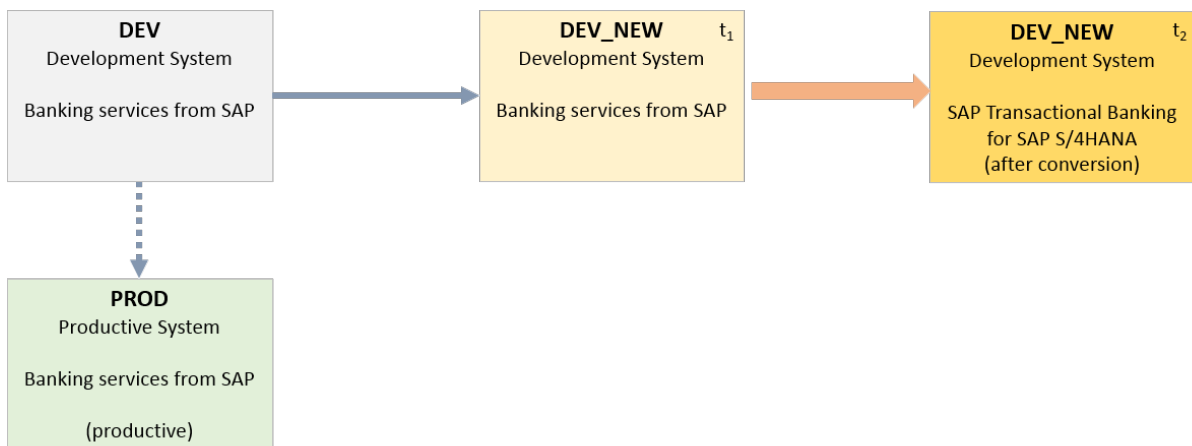 DEV
Development System
Banking services from SAP
DEV_NEW
t₁
Development System
Banking services from SAP
DEV_NEW
t₂
Development System
SAP Transactional Banking
for SAP S/4HANA
(after conversion)
PROD
Productive System
Banking services from SAP
(productive)